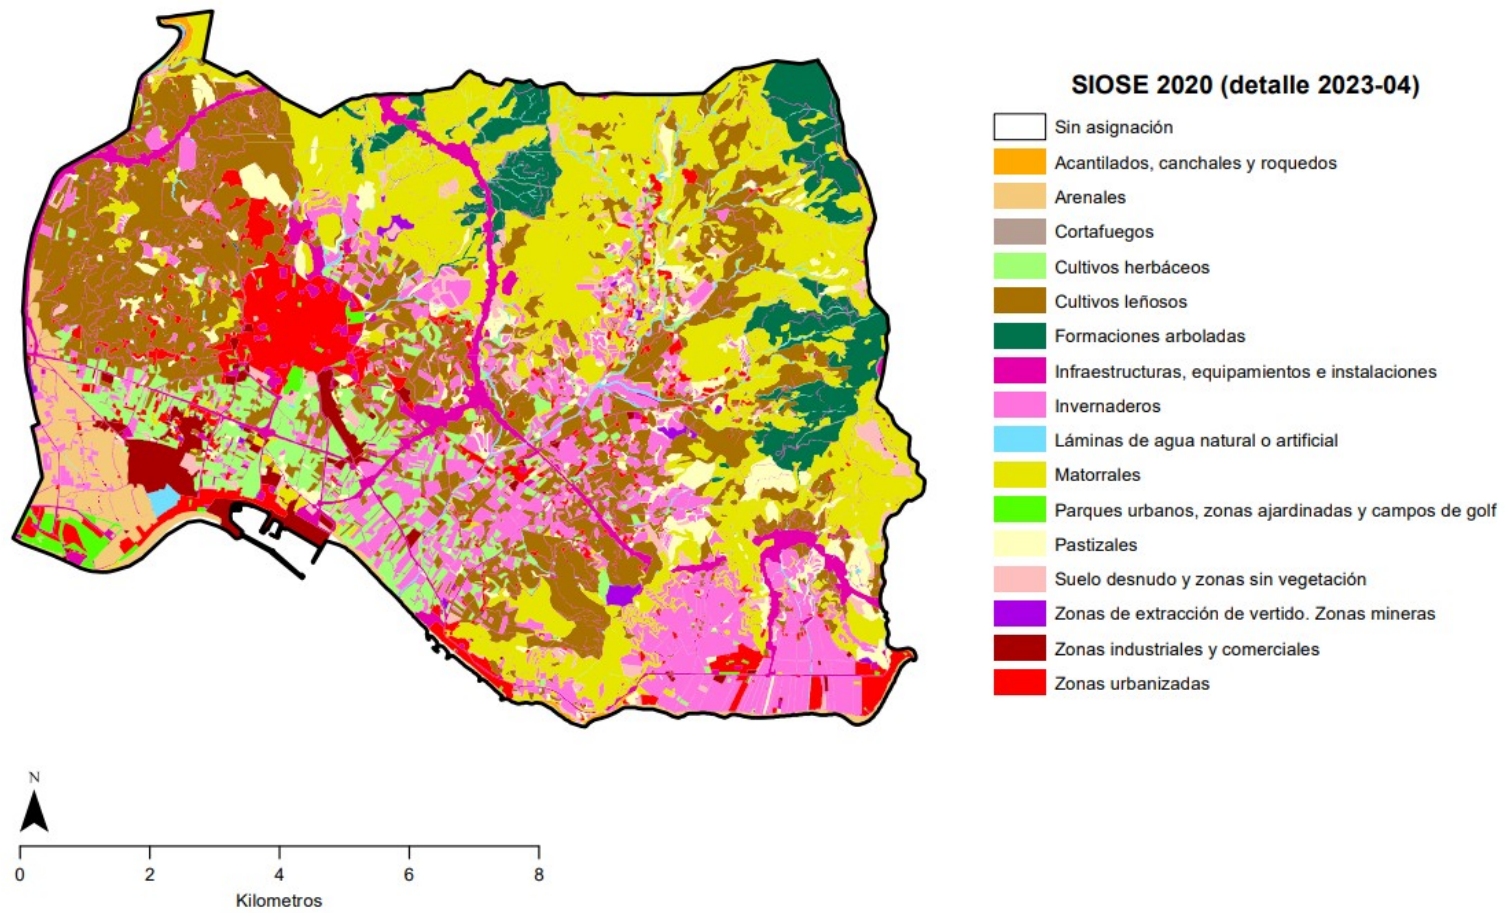 SIOSE 2020 (detalle 2023-04)
Sin asignación
Acantilados, canchales y roquedos
Arenales
Cortafuegos
Cultivos herbáceos
Cultivos leñosos
Formaciones arboladas
Infraestructuras, equipamientos e instalaciones
Invernaderos
Láminas de agua natural o artificial
Matorrales
Parques urbanos, zonas ajardinadas y campos de golf
Pastizales
Suelo desnudo y zonas sin vegetación
Zonas de extracción de vertido. Zonas mineras
Zonas industriales y comerciales
Zonas urbanizadas
N
0 2 4 6 8
Kilometros